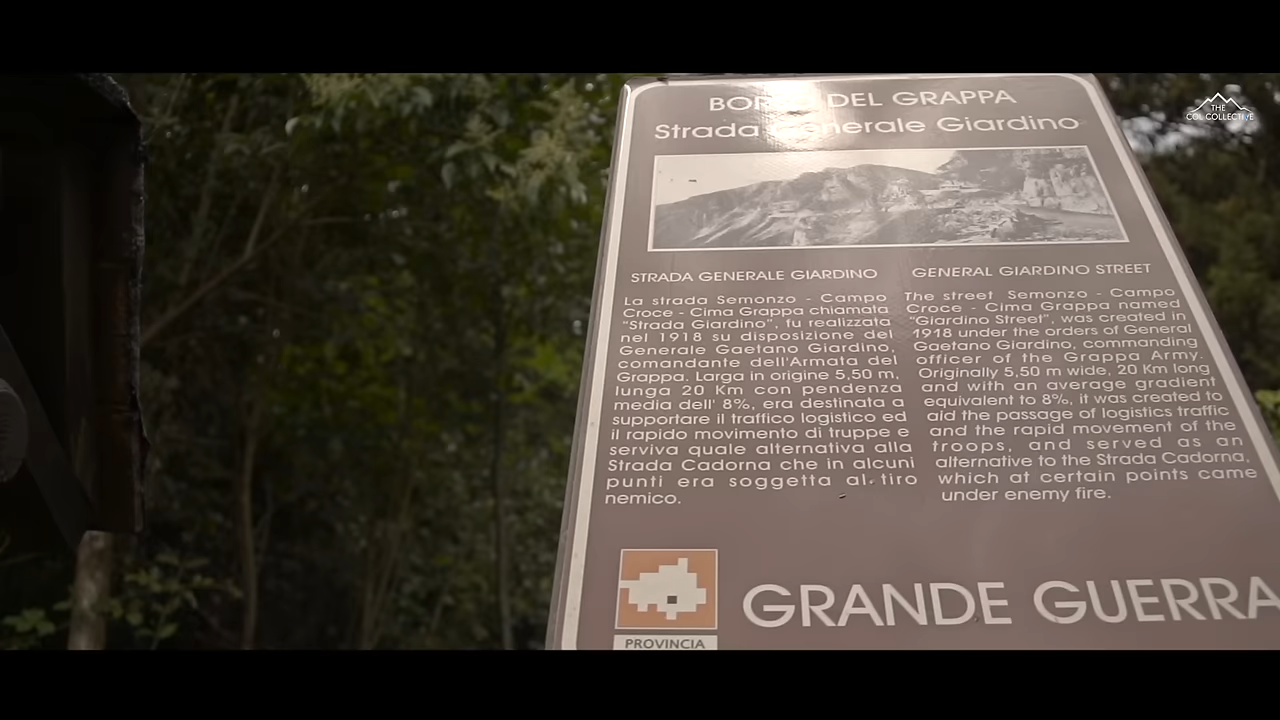 BOR DEL GRAPPA
Strada Generale Giardino
THE
COL COLLECTIVE
STRADA GENERALE GIARDINO
La strada Semonzo - Campo
Croce - Cima Grappa chiamata
"Strada Giardino", fu realizzata
nel 1918 su disposizione del
Generale Gaetano Giardino,
comandante dell'Armata del
Grappa. Larga in origine 5,50 m.
lunga 20 Km con pendenza
media dell' 8%, era destinata a
supportare il traffico logistico ed
il rapido movimento di truppe e
serviva quale alternativa alla
Strada Cadorna che in alcuni
punti era soggetta al tiro
nemico.
GENERAL GIARDINO STREET
The street Semonzo - Campo
Croce - Cima Grappa named
"Giardino Street", was created in
1918 under the orders of General
Gaetano Giardino, commanding
officer of the Grappa Army.
Originally 5,50 m wide, 20 Km long
and with an average gradient
equivalent to 8%, it was created to
aid the passage of logistics traffic
and the rapid movement of the
troops, and served as an
alternative to the Strada Cadorna,
which at certain points came
under enemy fire.
PROVINCIA
GRANDE GUERRA